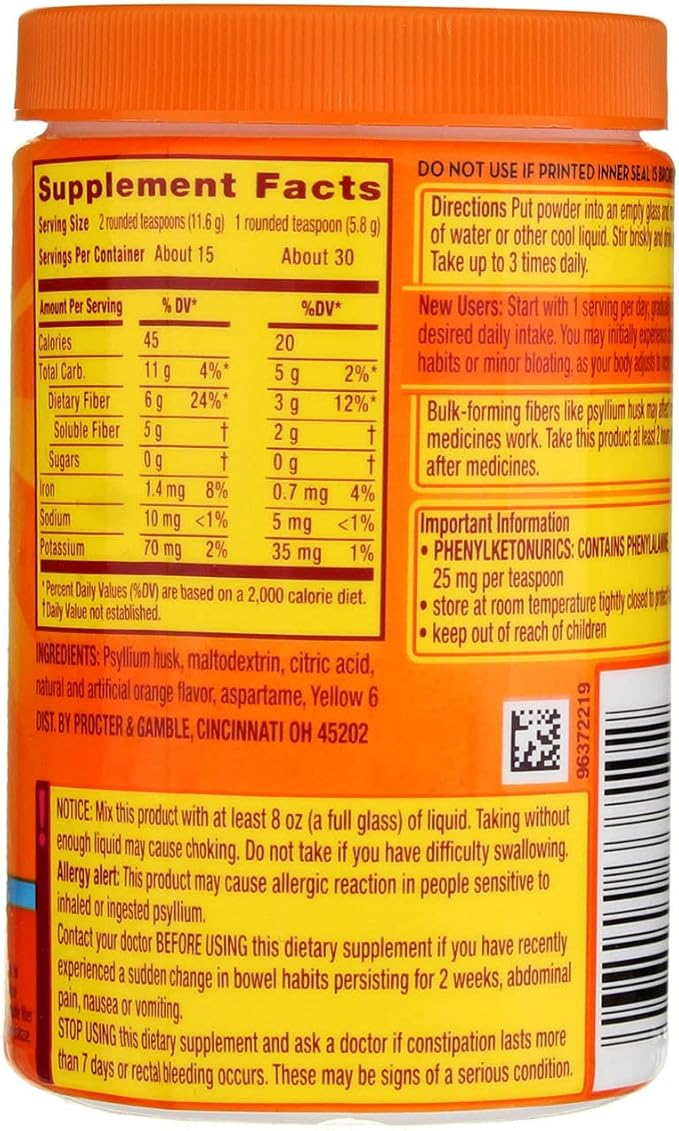 Supplement Facts
Serving Size 2 rounded teaspoons (11.6 g) 1 rounded teaspoon (5.8 g)
Servings Per Container About 15 About 30
Amount Per Serving % DV* %DV*
Calories 45 20
Total Carb. 11 g 4%* 5 g 2%*
Dietary Fiber 6 g 24%* 3 g 12%*
Soluble Fiber 5 g † 2 g †
Sugars 0 g † 0 g †
Iron 1.4 mg 8% 0.7 mg 4%
Sodium 10 mg <1% 5 mg <1%
Potassium 70 mg 2% 35 mg 1%
*Percent Daily Values (%DV) are based on a 2,000 calorie diet.
†Daily Value not established.
INGREDIENTS: Psyllium husk, maltodextrin, citric acid,
natural and artificial orange flavor, aspartame, Yellow 6
DIST. BY PROCTER & GAMBLE, CINCINNATI OH 45202
DO NOT USE IF PRINTED INNER SEAL IS
Directions Put powder into an empty glass and
of water or other cool liquid. Stir briskly and
Take up to 3 times daily.
New Users: Start with 1 serving per day,
desired daily intake. You may initially experience
habits or minor bloating, as your body adjusts to
Bulk-forming fibers like psyllium husk may
medicines work. Take this product at least 2
after medicines.
Important Information
• PHENYLKETONURICS: CONTAINS
25 mg per teaspoon
• store at room temperature tightly closed to
• keep out of reach of children
96372219
! NOTICE: Mix this product with at least 8 oz (a full glass) of liquid. Taking without
enough liquid may cause choking. Do not take if you have difficulty swallowing.
Allergy alert: This product may cause allergic reaction in people sensitive to
inhaled or ingested psyllium.
Contact your doctor BEFORE USING this dietary supplement if you have recently
experienced a sudden change in bowel habits persisting for 2 weeks, abdominal
pain, nausea or vomiting.
STOP USING this dietary supplement and ask a doctor if constipation lasts more
than 7 days or rectal bleeding occurs. These may be signs of a serious condition.